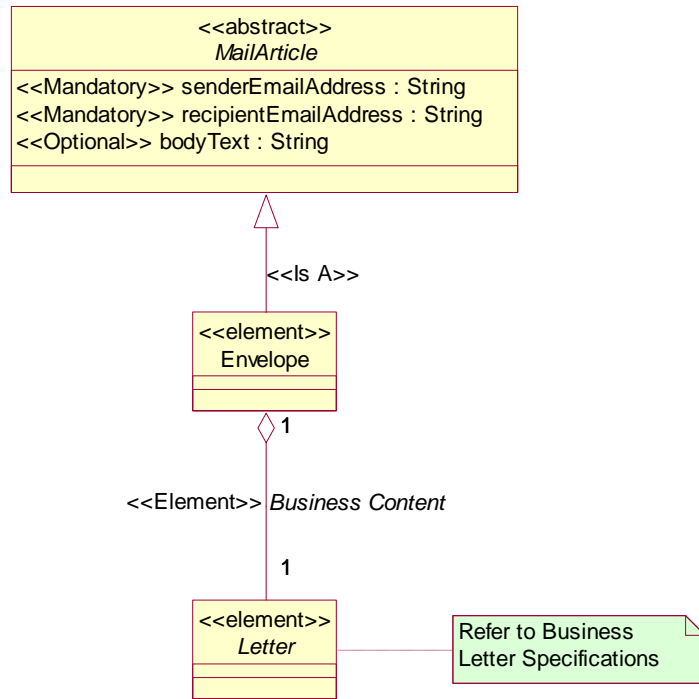 <<abstract>>
MailArticle
<<Mandatory>> senderEmailAddress : String
<<Mandatory>> recipientEmailAddress : String
<<Optional>> bodyText : String
<<Is A>>
<<element>>
Envelope
1
<<Element>> Business Content
1
<<element>>
Letter
Refer to Business
Letter Specifications